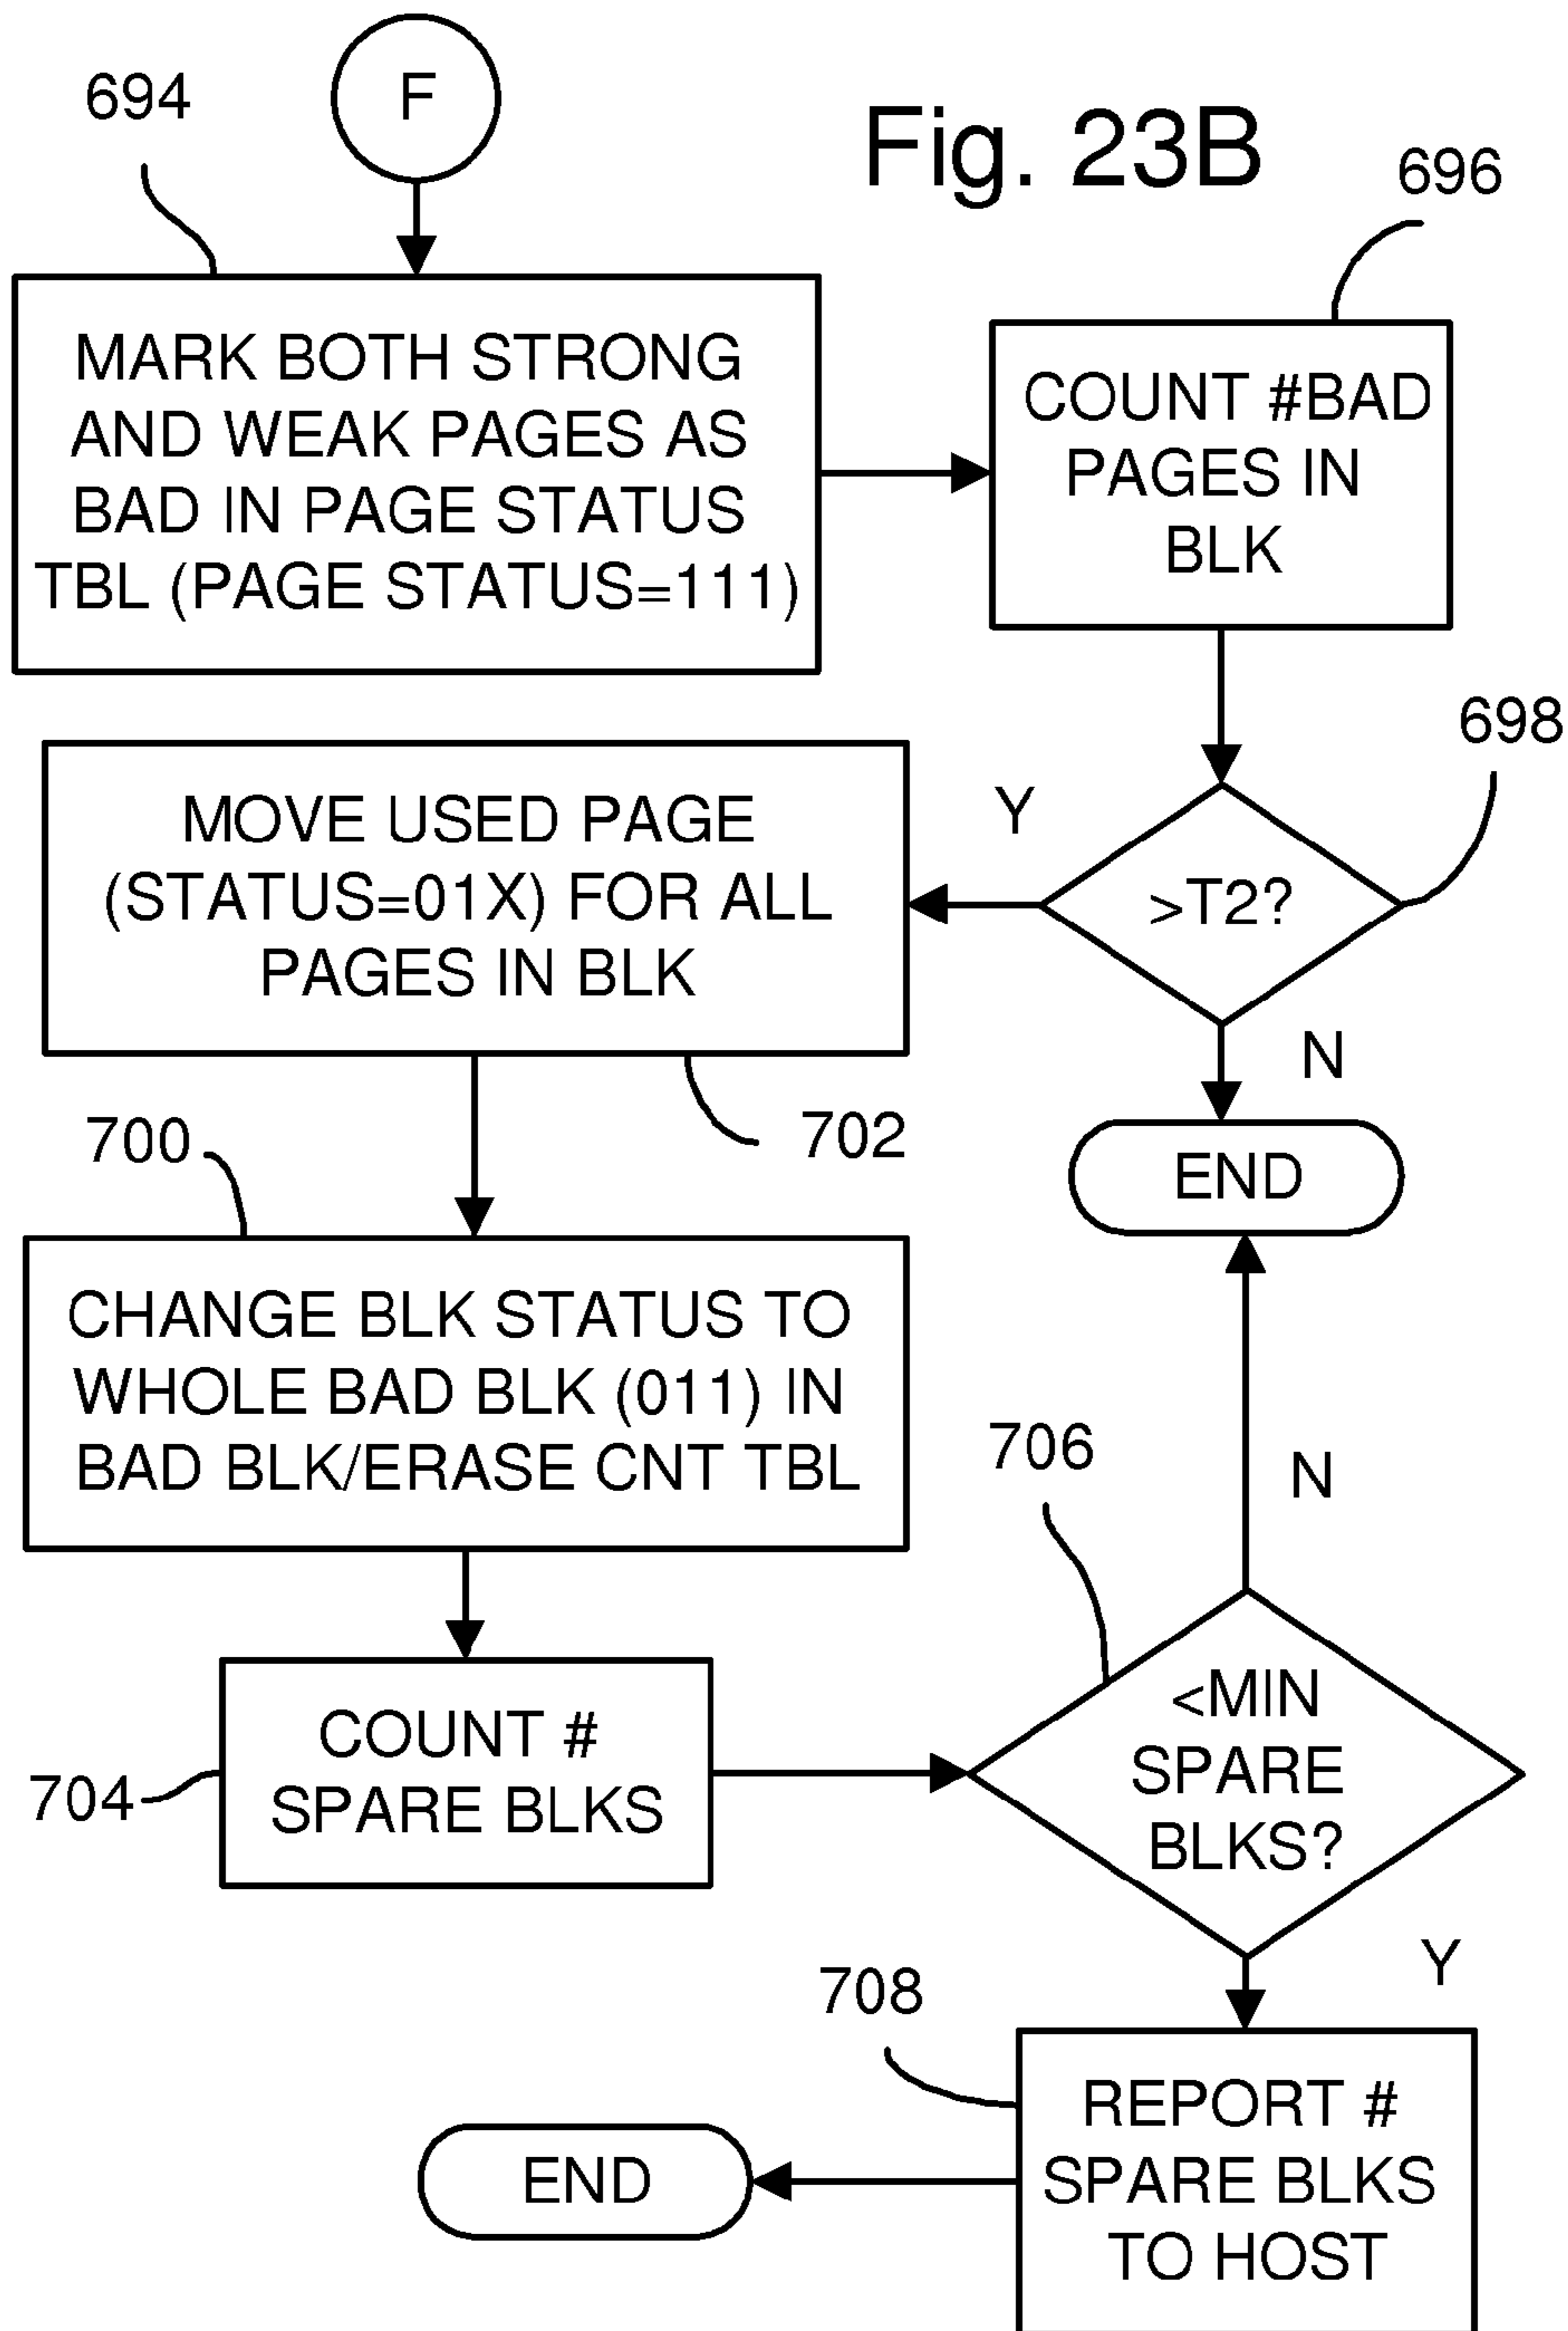 694
F
Fig. 23B
696
MARK BOTH STRONG
AND WEAK PAGES AS
BAD IN PAGE STATUS
TBL (PAGE STATUS=111)
COUNT #BAD
PAGES IN
BLK
698
Y
>T2?
N
MOVE USED PAGE
(STATUS=01X) FOR ALL
PAGES IN BLK
702
700
END
CHANGE BLK STATUS TO
WHOLE BAD BLK (011) IN
BAD BLK/ERASE CNT TBL
706
N
COUNT #
SPARE BLKS
704
<MIN
SPARE
BLKS?
Y
708
REPORT #
SPARE BLKS
TO HOST
END